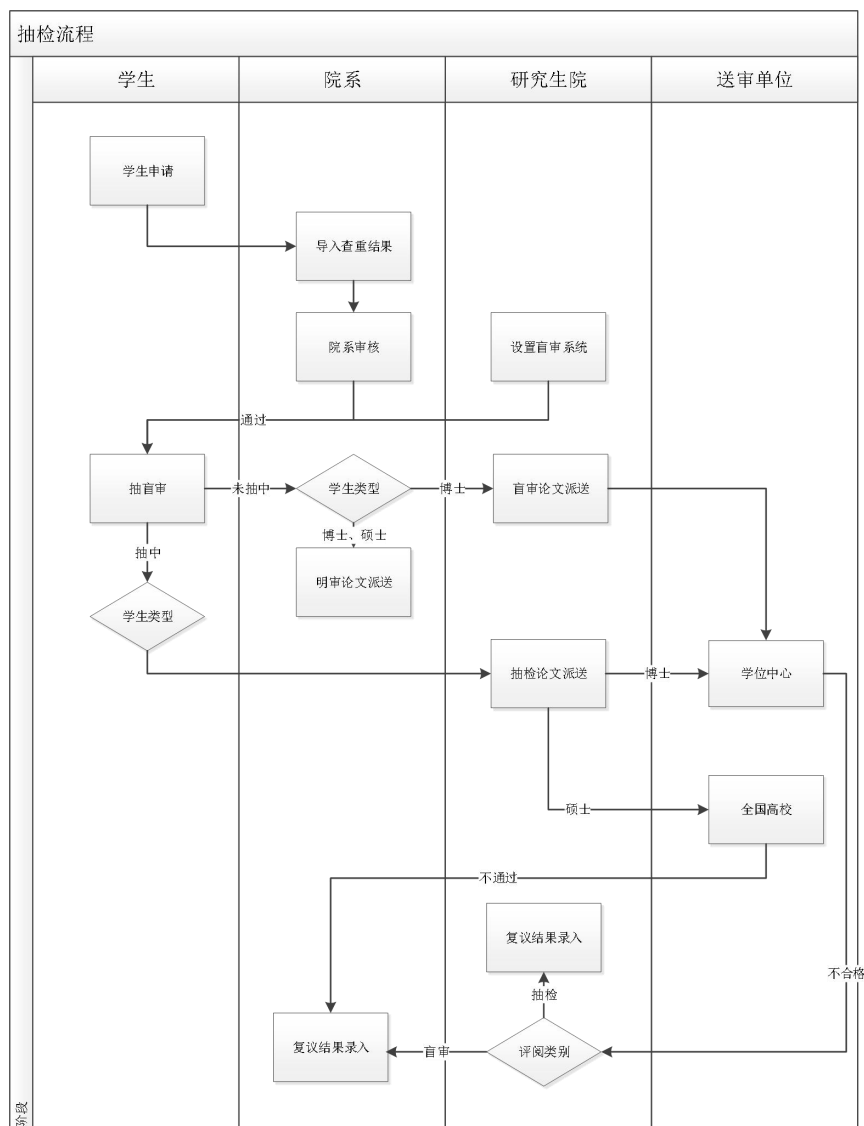 抽检流程
学生
院系
研究生院
送审单位
学生申请
导入查重结果
院系审核
设置盲审系统
通过
抽盲审
未抽中
学生类型
博士
盲审论文派送
博士、硕士
抽中
明审论文派送
学生类型
抽检论文派送
博士
学位中心
硕士
全国高校
不通过
复议结果录入
不合格
抽检
复议结果录入
盲审
评阅类别
阶段